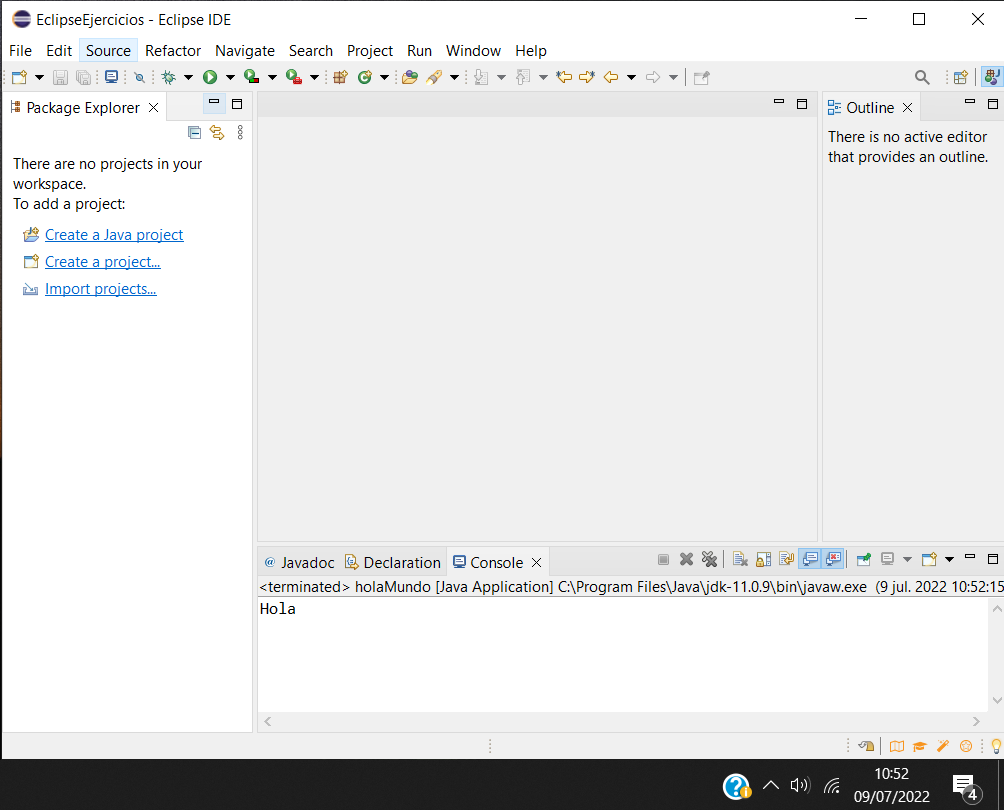 EclipseEjercicios - Eclipse IDE
File Edit Source Refactor Navigate Search Project Run Window Help
Package Explorer
There are no projects in your
workspace.
To add a project:
Create a Java project
Create a project...
Import projects...
Outline
There is no active editor
that provides an outline.
@ Javadoc Declaration Console
<terminated> holaMundo [Java Application] C:\Program Files\Java\jdk-11.0.9\bin\javaw.exe (9 jul. 2022 10:52:15
Hola
10:52
09/07/2022
4